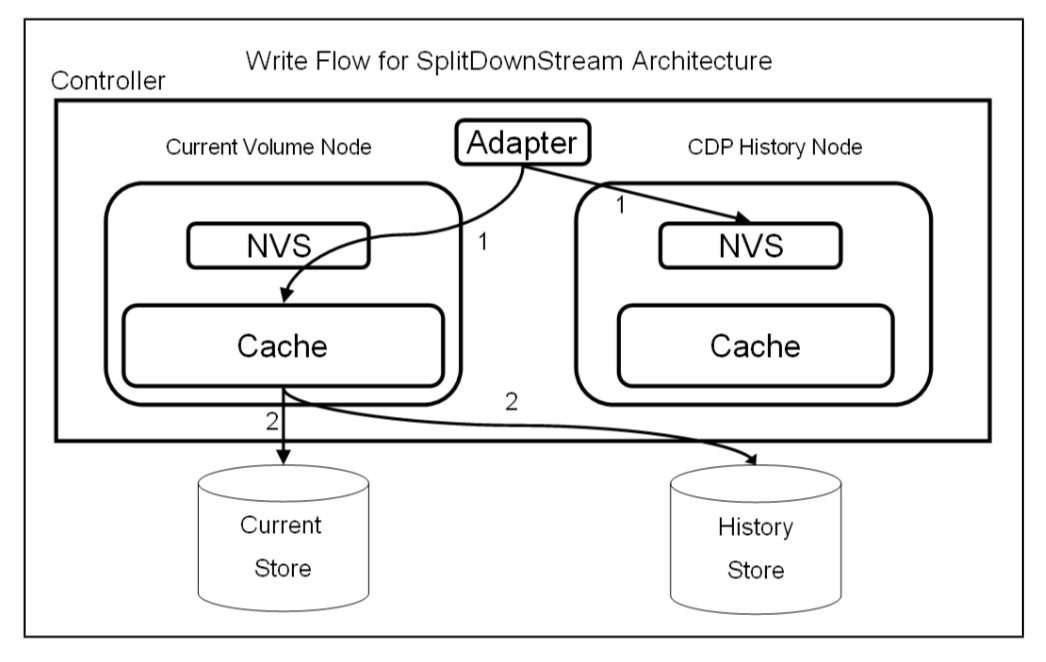 Write Flow for SplitDownStream Architecture
Controller
Adapter
Current Volume Node
CDP History Node
1
NVS
1
NVS
Cache
Cache
2
2
Current
Store
History
Store